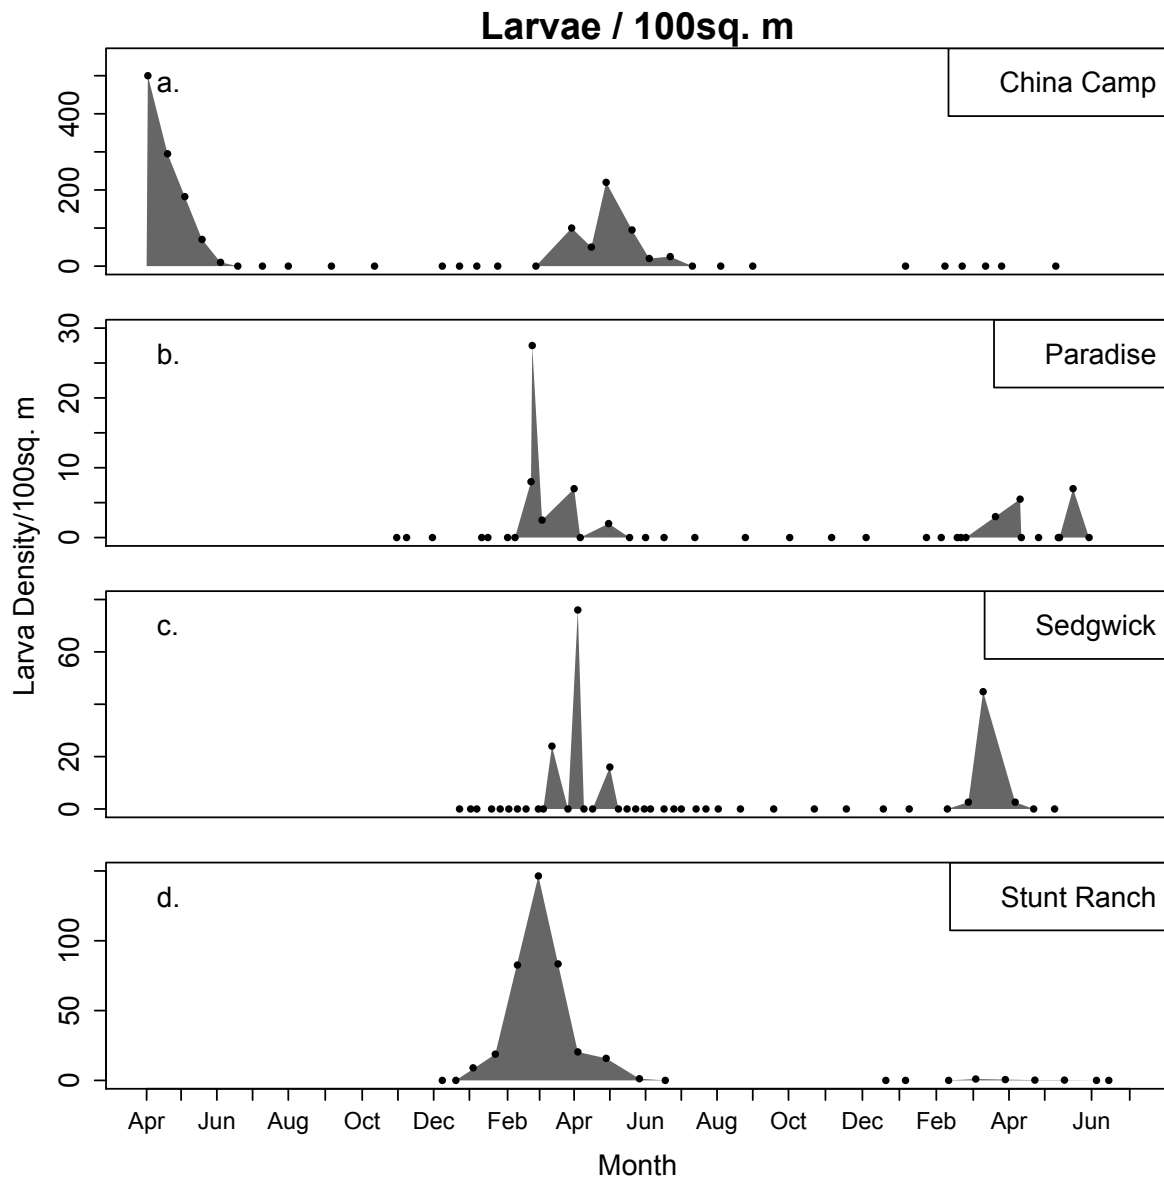 Larvae / 100sq. m
a.
China Camp
400
200
0
b.
Paradise
30
20
10
0
Larva Density/100sq. m
c.
Sedgwick
60
20
0
d.
Stunt Ranch
100
50
0
Apr Jun Aug Oct Dec Feb Apr Jun Aug Oct Dec Feb Apr Jun
Month